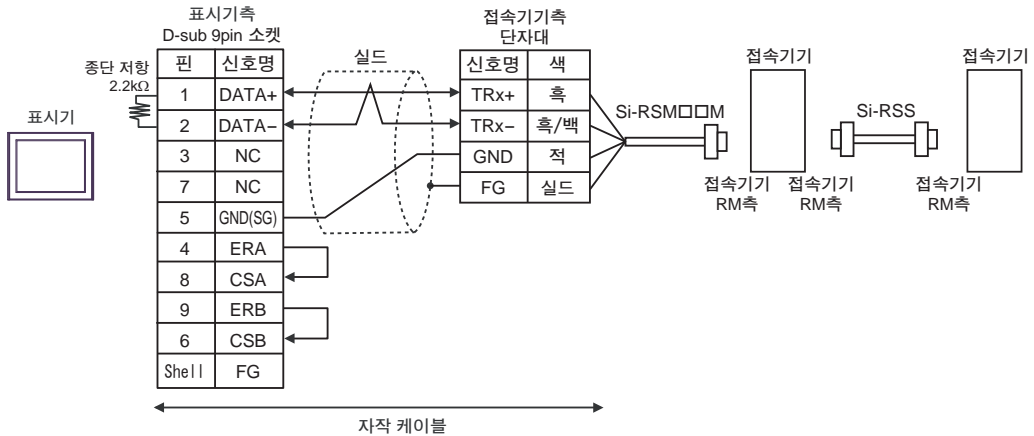 표시기측
D-sub 9pin 소켓
접속기기측
단자대
종단 저항
2.2kΩ
실드
핀 신호명
1 DATA+
2 DATA−
3 NC
7 NC
5 GND(SG)
4 ERA
8 CSA
9 ERB
6 CSB
Shell FG
신호명 색
TRx+ 흑
TRx− 흑/백
GND 적
FG 실드
표시기
Si-RSM□□M
접속기기
Si-RSS
접속기기
접속기기
RM측
접속기기
RM측
접속기기
RM측
자작 케이블